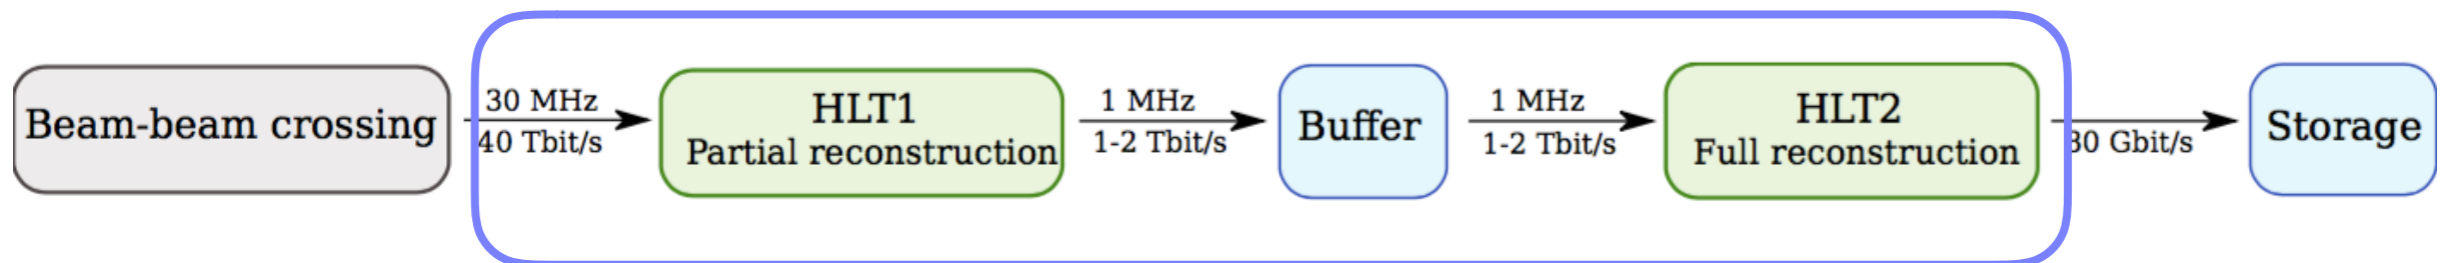 Beam-beam crossing
30 MHz
40 Tbit/s
HLT1
Partial reconstruction
1 MHz
1-2 Tbit/s
Buffer
1 MHz
1-2 Tbit/s
HLT2
Full reconstruction
80 Gbit/s
Storage